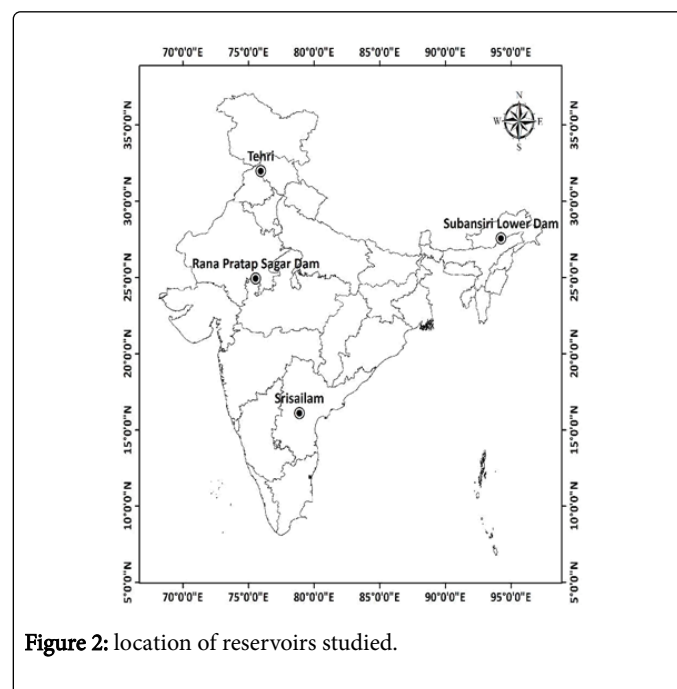 70°0'0"E 75°0'0"E 80°0'0"E 85°0'0"E 90°0'0"E 95°0'0"E
N
W E
S
35°0'0"N 35°0'0"N
Tehri
30°0'0"N 30°0'0"N
Subansiri Lower Dam
Rana Pratap Sagar Dam
25°0'0"N 25°0'0"N
20°0'0"N 20°0'0"N
Srisailam
15°0'0"N 15°0'0"N
10°0'0"N 10°0'0"N
5°0'0"N 5°0'0"N
70°0'0"E 75°0'0"E 80°0'0"E 85°0'0"E 90°0'0"E 95°0'0"E
Figure 2: location of reservoirs studied.